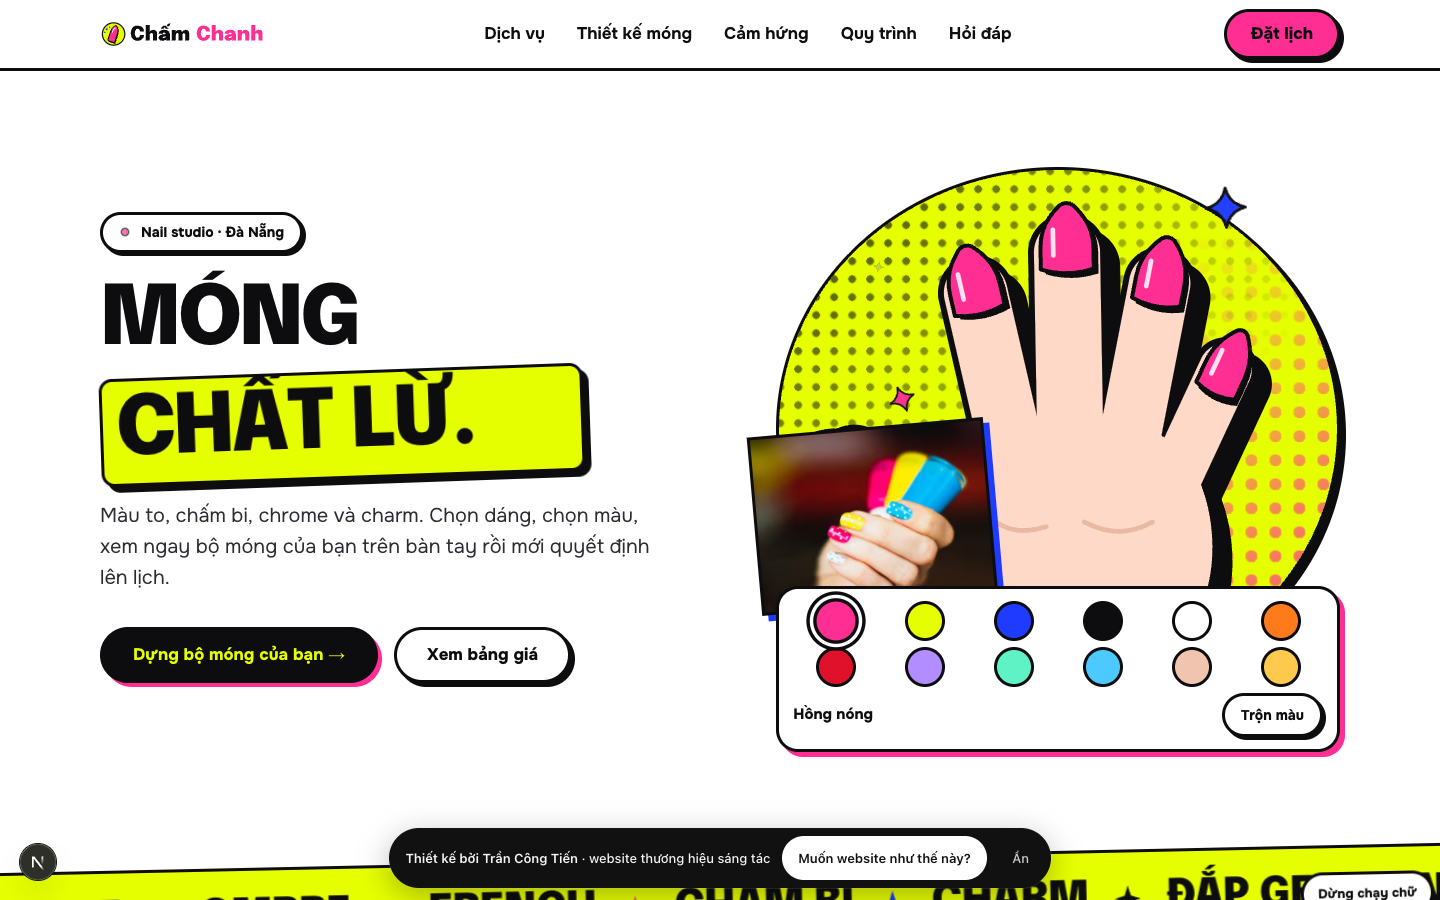 Chấm Chanh
Dịch vụ
Thiết kế móng
Cảm hứng
Quy trình
Hỏi đáp
Đặt lịch
Nail studio · Đà Nẵng
MÓNG
CHẤT LỪ.
Màu to, chấm bi, chrome và charm. Chọn dáng, chọn màu,
xem ngay bộ móng của bạn trên bàn tay rồi mới quyết định
lên lịch.
Dựng bộ móng của bạn →
Xem bảng giá
Hồng nóng
Trộn màu
Thiết kế bởi Trần Công Tiến · website thương hiệu sáng tác
Muốn website như thế này?
Ẩn
N
OMBRE
FRENCH
CHẤM BI
CHARM
Dừng chạy chữ